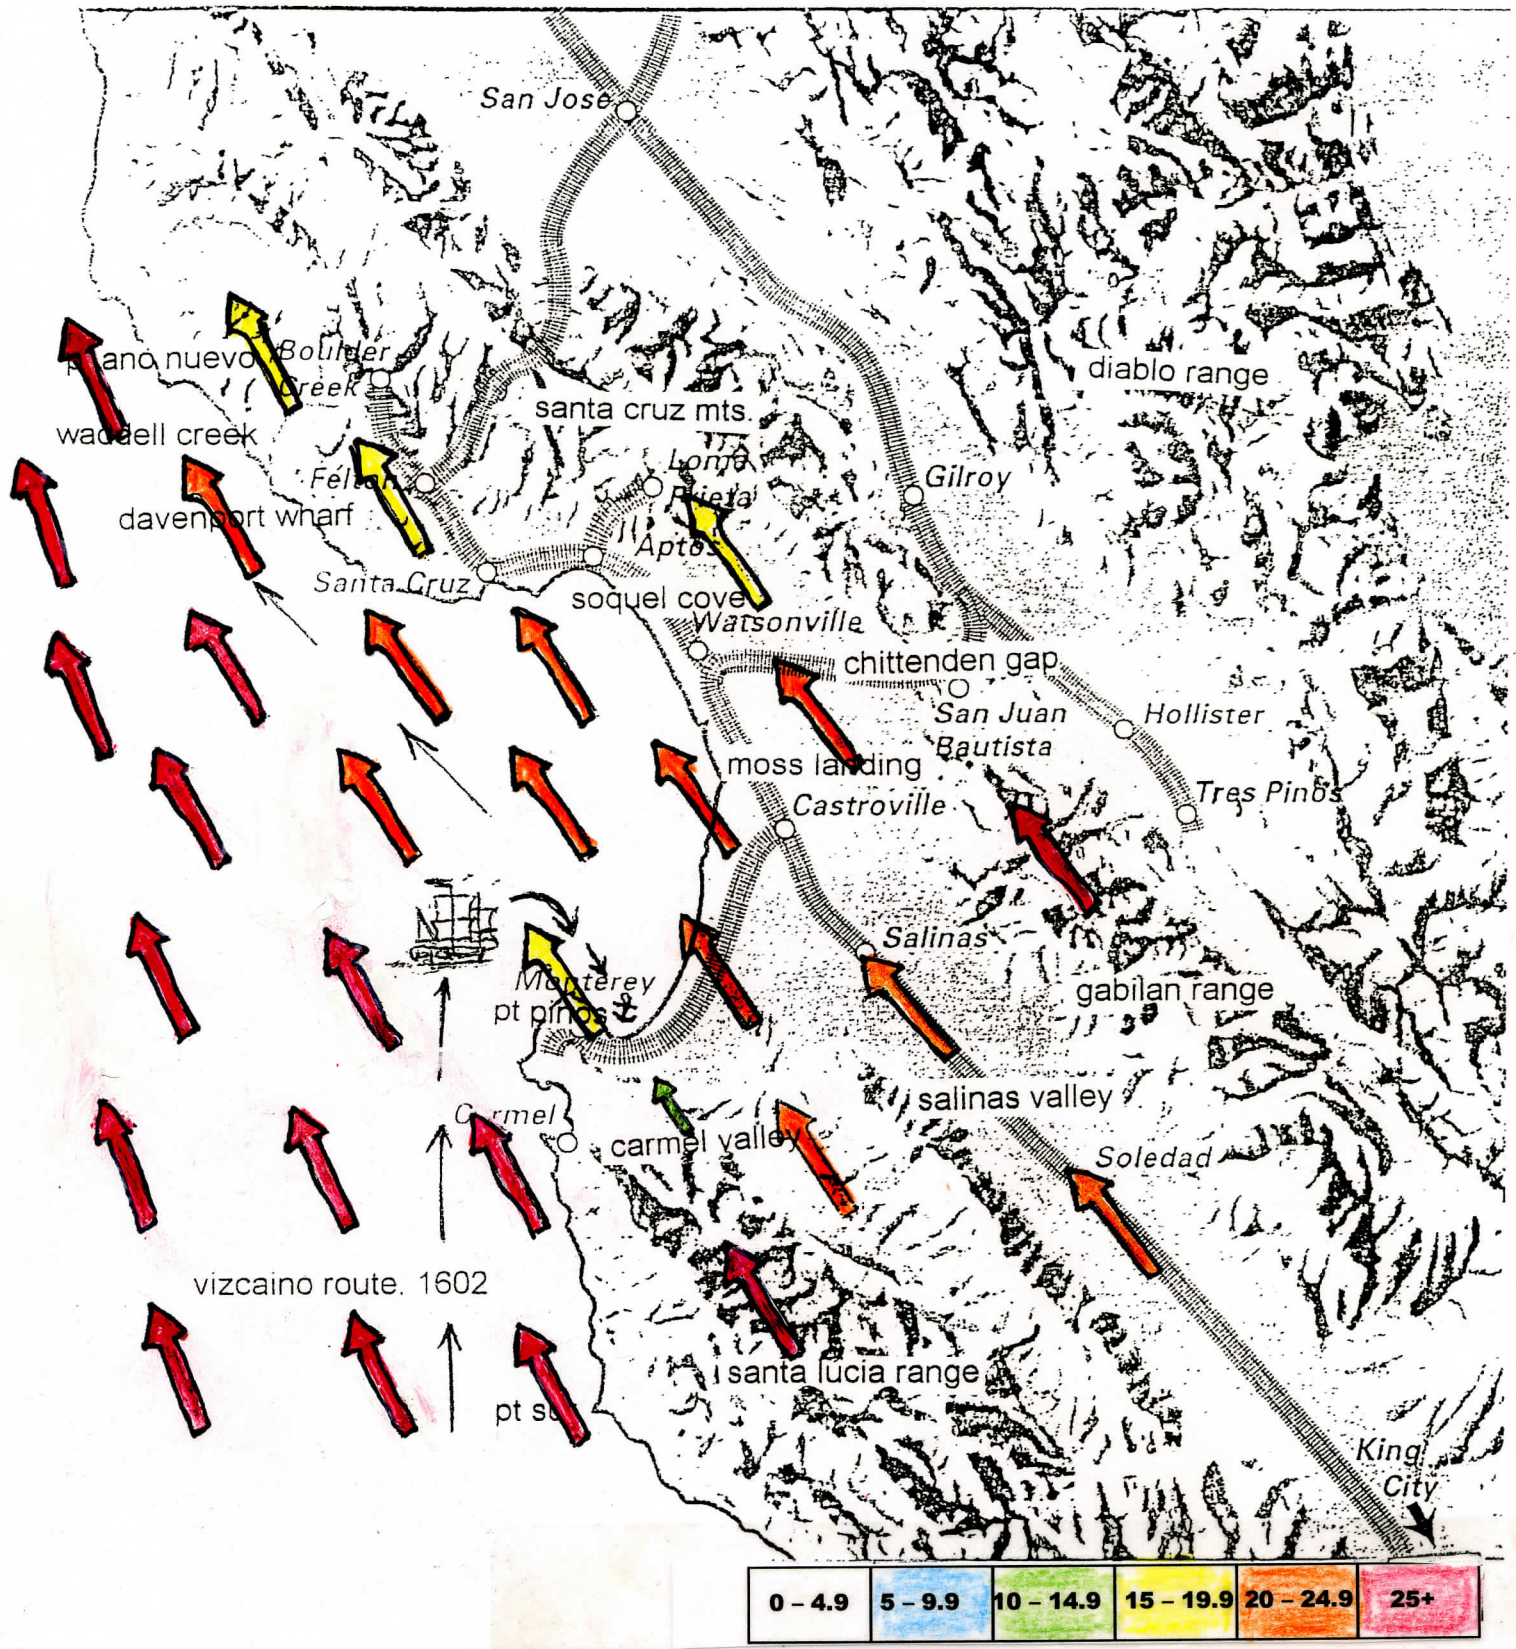 San Jose
p ano nuevo
Boulder
Creek
diablo range
santa cruz mts.
waddell creek
Loma
Prieta
Felton
Gilroy
davenport wharf
Aptos
Santa Cruz
soquel cove
Watsonville
chittenden gap
San Juan
Bautista
Hollister
moss landing
Tres Pinos
Castroville
Salinas
Monterey
pt pinos
gabilan range
salinas valley
Carmel
carmel valley
Soledad
vizcaino route. 1602
santa lucia range
pt su
King
City
0 – 4.9
5 – 9.9
10 – 14.9
15 – 19.9
20 – 24.9
25+